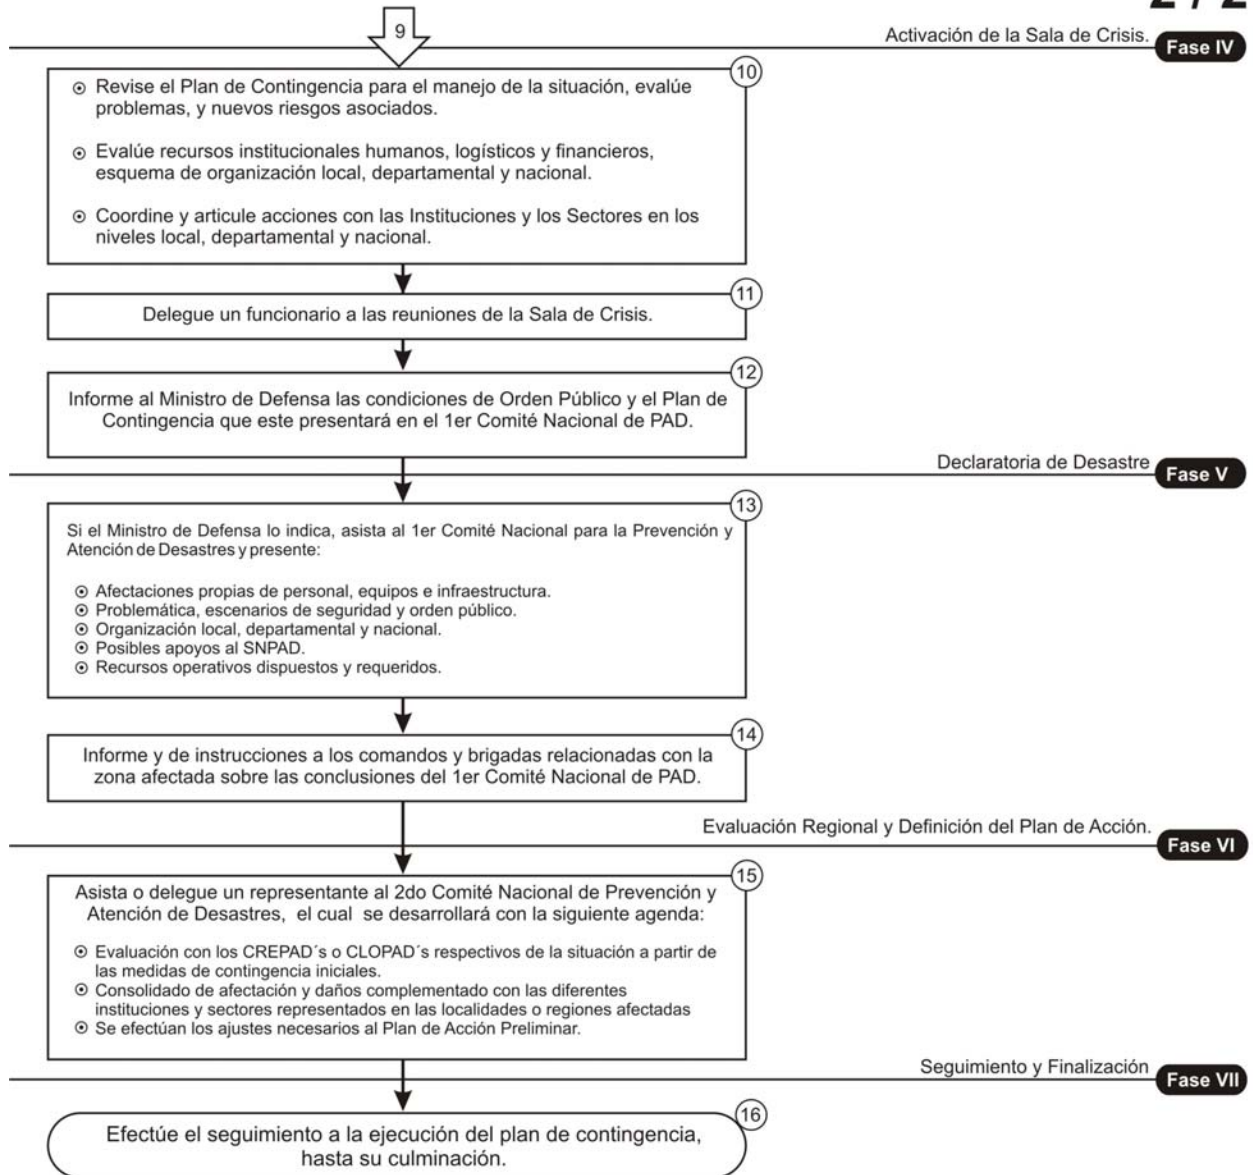 2 / 2
9
Activación de la Sala de Crisis.
Fase IV
10
Revise el Plan de Contingencia para el manejo de la situación, evalúe
problemas, y nuevos riesgos asociados.
Evalúe recursos institucionales humanos, logísticos y financieros,
esquema de organización local, departamental y nacional.
Coordine y articule acciones con las Instituciones y los Sectores en los
niveles local, departamental y nacional.
11
Delegue un funcionario a las reuniones de la Sala de Crisis.
12
Informe al Ministro de Defensa las condiciones de Orden Público y el Plan de
Contingencia que este presentará en el 1er Comité Nacional de PAD.
Declaratoria de Desastre
Fase V
13
Si el Ministro de Defensa lo indica, asista al 1er Comité Nacional para la Prevención y
Atención de Desastres y presente:
Afectaciones propias de personal, equipos e infraestructura.
Problemática, escenarios de seguridad y orden público.
Organización local, departamental y nacional.
Posibles apoyos al SNPAD.
Recursos operativos dispuestos y requeridos.
14
Informe y de instrucciones a los comandos y brigadas relacionadas con la
zona afectada sobre las conclusiones del 1er Comité Nacional de PAD.
Evaluación Regional y Definición del Plan de Acción.
Fase VI
15
Asista o delegue un representante al 2do Comité Nacional de Prevención y
Atención de Desastres, el cual se desarrollará con la siguiente agenda:
Evaluación con los CREPAD´s o CLOPAD´s respectivos de la situación a partir de
las medidas de contingencia iniciales.
Consolidado de afectación y daños complementado con las diferentes
instituciones y sectores representados en las localidades o regiones afectadas
Se efectúan los ajustes necesarios al Plan de Acción Preliminar.
Seguimiento y Finalización
Fase VII
16
Efectúe el seguimiento a la ejecución del plan de contingencia,
hasta su culminación.